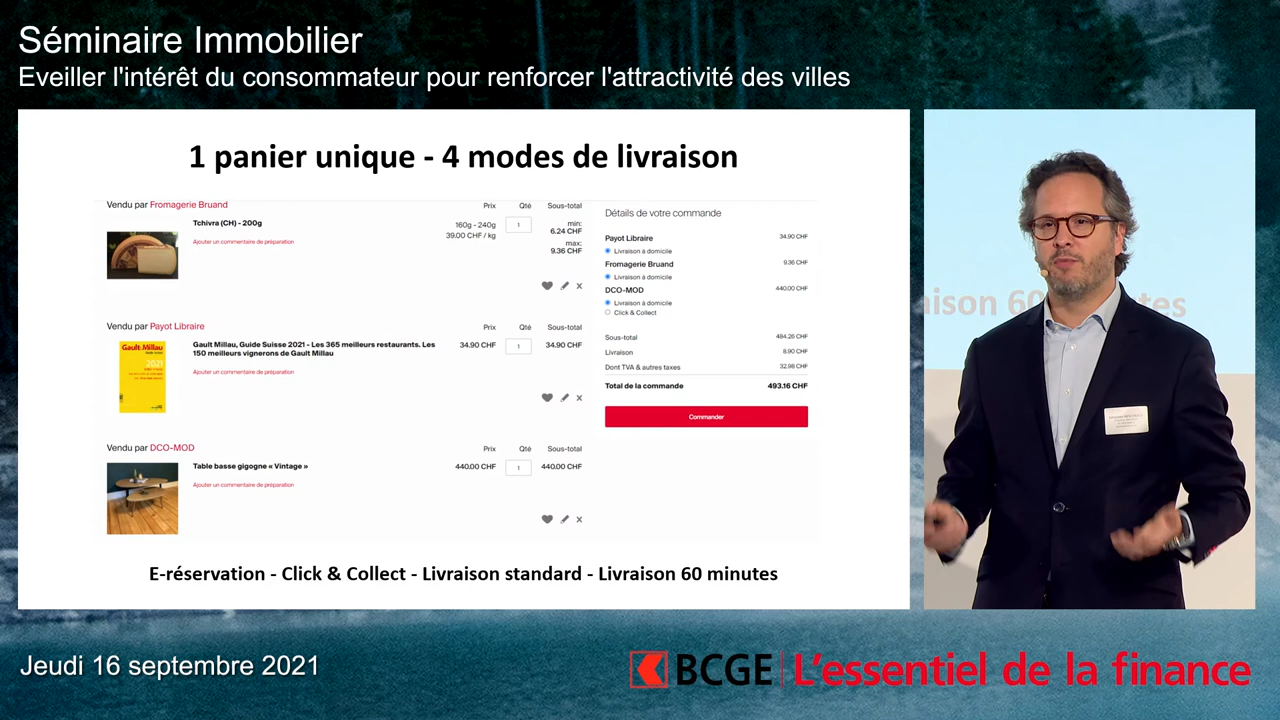 Séminaire Immobilier
Eveiller l'intérêt du consommateur pour renforcer l'attractivité des villes
1 panier unique - 4 modes de livraison
Vendu par Fromagerie Bruand
Prix
Qté
Sous-total
Tchivra (CH) - 200g
Ajouter un commentaire de préparation
160g - 240g
39.00 CHF / kg
1
min:
6.24 CHF
max:
9.36 CHF
Vendu par Payot Libraire
Prix
Qté
Sous-total
Gault Millau
2021
Gault Millau, Guide Suisse 2021 - Les 365 meilleurs restaurants. Les
150 meilleurs vignerons de Gault Millau
Ajouter un commentaire de préparation
34.90 CHF
1
34.90 CHF
Vendu par DCO-MOD
Prix
Qté
Sous-total
Table basse gigogne « Vintage »
Ajouter un commentaire de préparation
440.00 CHF
1
440.00 CHF
Détails de votre commande
Payot Libraire 34.90 CHF
Livraison à domicile
Fromagerie Bruand 9.36 CHF
Livraison à domicile
DCO-MOD 440.00 CHF
Livraison à domicile
Click & Collect
Sous-total 484.26 CHF
Livraison 8.90 CHF
Dont TVA & autres taxes 32.98 CHF
Total de la commande 493.16 CHF
Commander
E-réservation - Click & Collect - Livraison standard - Livraison 60 minutes
Jeudi 16 septembre 2021
BCGE L'essentiel de la finance